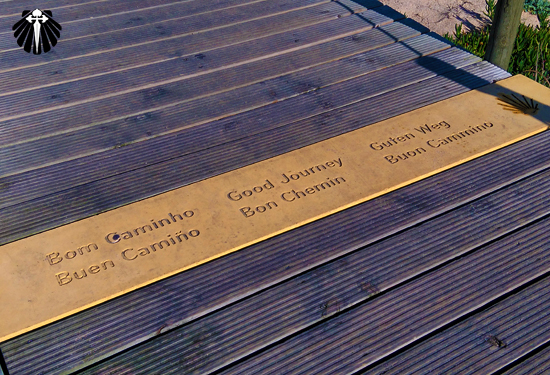 Bom Caminho
Buen Camiño
Good Journey
Bon Chemin
Guten Weg
Buon Cammino